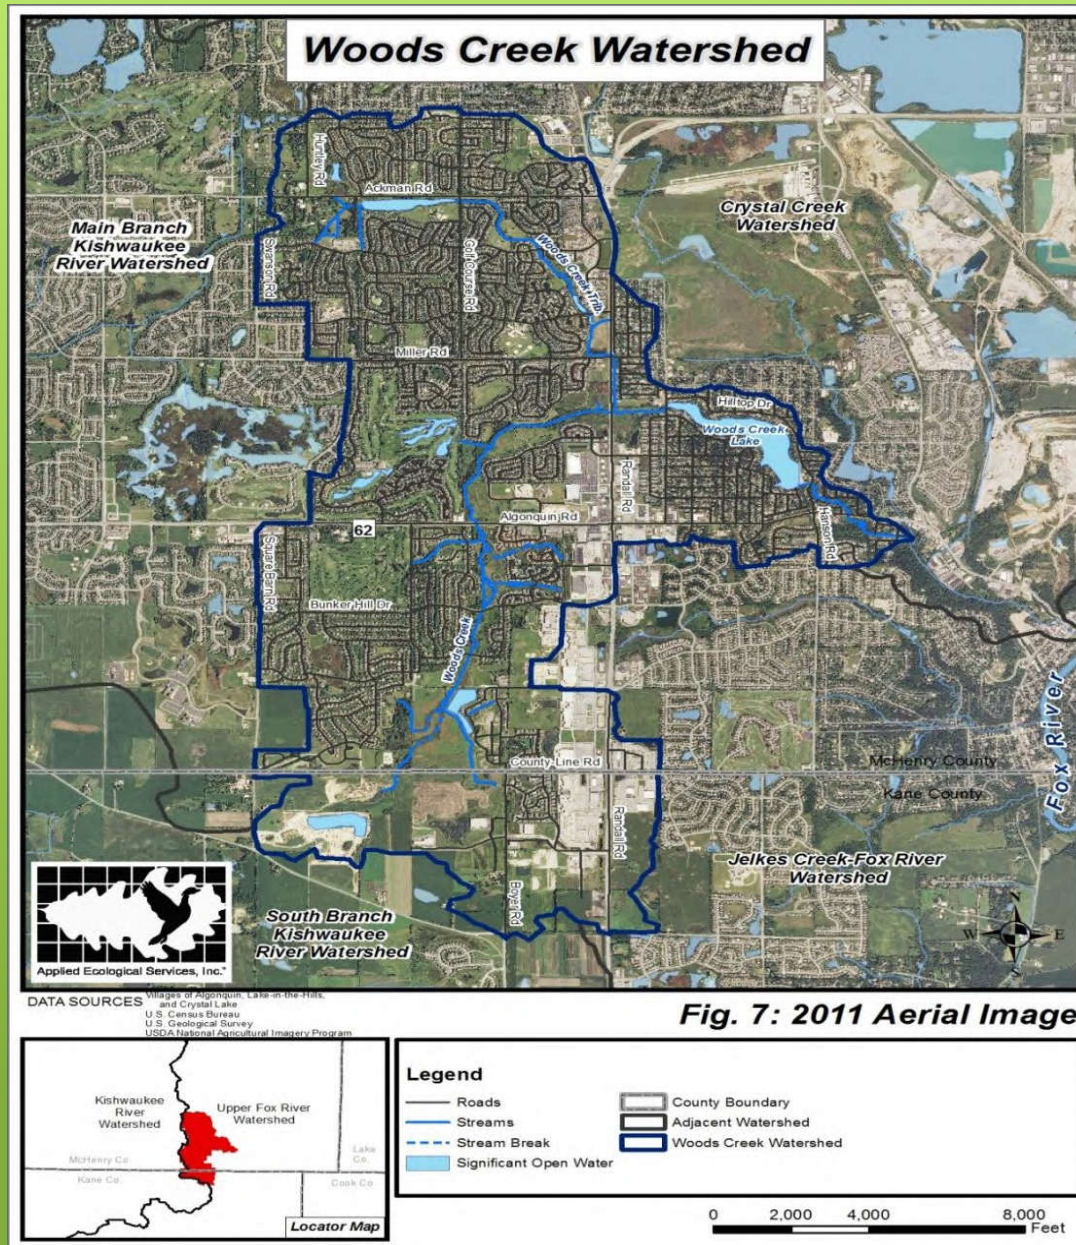 Woods Creek Watershed
Huntley Rd
Ackman Rd
Crystal Creek
Watershed
Main Branch
Kishwaukee
River Watershed
Swanson Rd
Golf Course Rd
Woods Creek Trib.
Miller Rd
Hilltop Dr
Woods Creek
Lake
Randall Rd
Algonquin Rd
62
Hanson Rd
Square Barn Rd
Bunker Hill Dr
Woods Creek
County Line Rd
McHenry County
Kane County
Fox River
Randall Rd
Jelkes Creek-Fox River
Watershed
Boyer Rd
South Branch
Kishwaukee
River Watershed
N
W
E
S
Applied Ecological Services, Inc.
DATA SOURCES
Villages of Algonquin, Lake-in-the-Hills,
and Crystal Lake
U.S. Census Bureau
U.S. Geological Survey
USDA National Agricultural Imagery Program
Fig. 7: 2011 Aerial Image
Kishwaukee
River
Watershed
Upper Fox River
Watershed
McHenry Co.
Kane Co.
Lake
Co.
Cook Co
Locator Map
Legend
Roads
Streams
Stream Break
Significant Open Water
County Boundary
Adjacent Watershed
Woods Creek Watershed
0 2,000 4,000 8,000
Feet